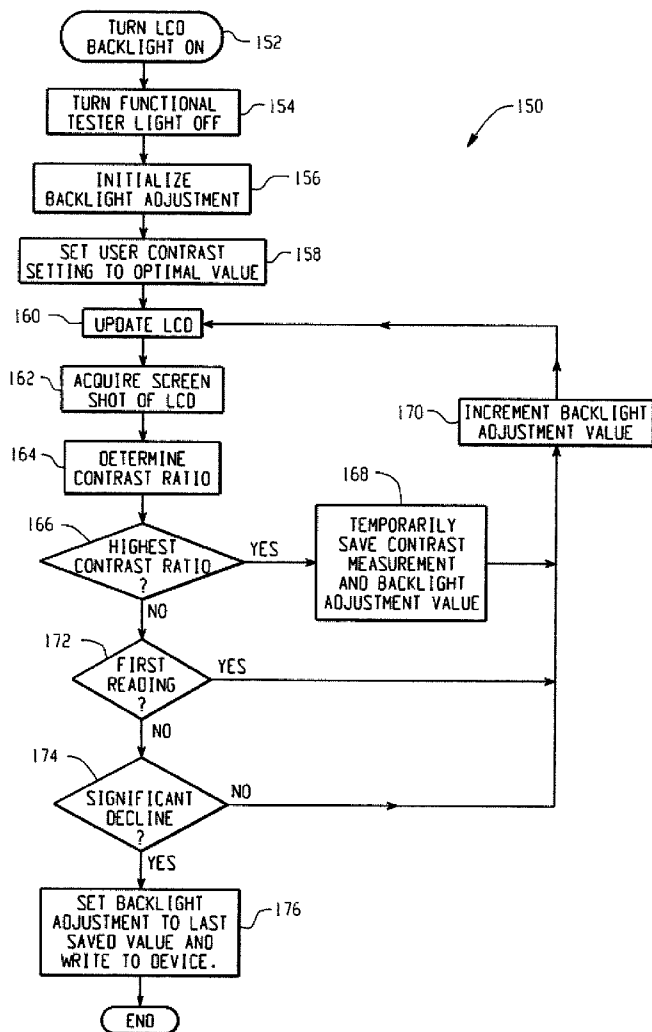 TURN LCD
BACKLIGHT ON
152
TURN FUNCTIONAL
TESTER LIGHT OFF
154
150
INITIALIZE
BACKLIGHT ADJUSTMENT
156
SET USER CONTRAST
SETTING TO OPTIMAL VALUE
158
160
UPDATE LCD
162
ACQUIRE SCREEN
SHOT OF LCD
170
INCREMENT BACKLIGHT
ADJUSTMENT VALUE
164
DETERMINE
CONTRAST RATIO
166
HIGHEST
CONTRAST RATIO
?
YES
NO
168
TEMPORARILY
SAVE CONTRAST
MEASUREMENT
AND BACKLIGHT
ADJUSTMENT VALUE
172
FIRST
READING
?
YES
NO
174
SIGNIFICANT
DECLINE
?
NO
YES
SET BACKLIGHT
ADJUSTMENT TO LAST
SAVED VALUE AND
WRITE TO DEVICE.
176
END